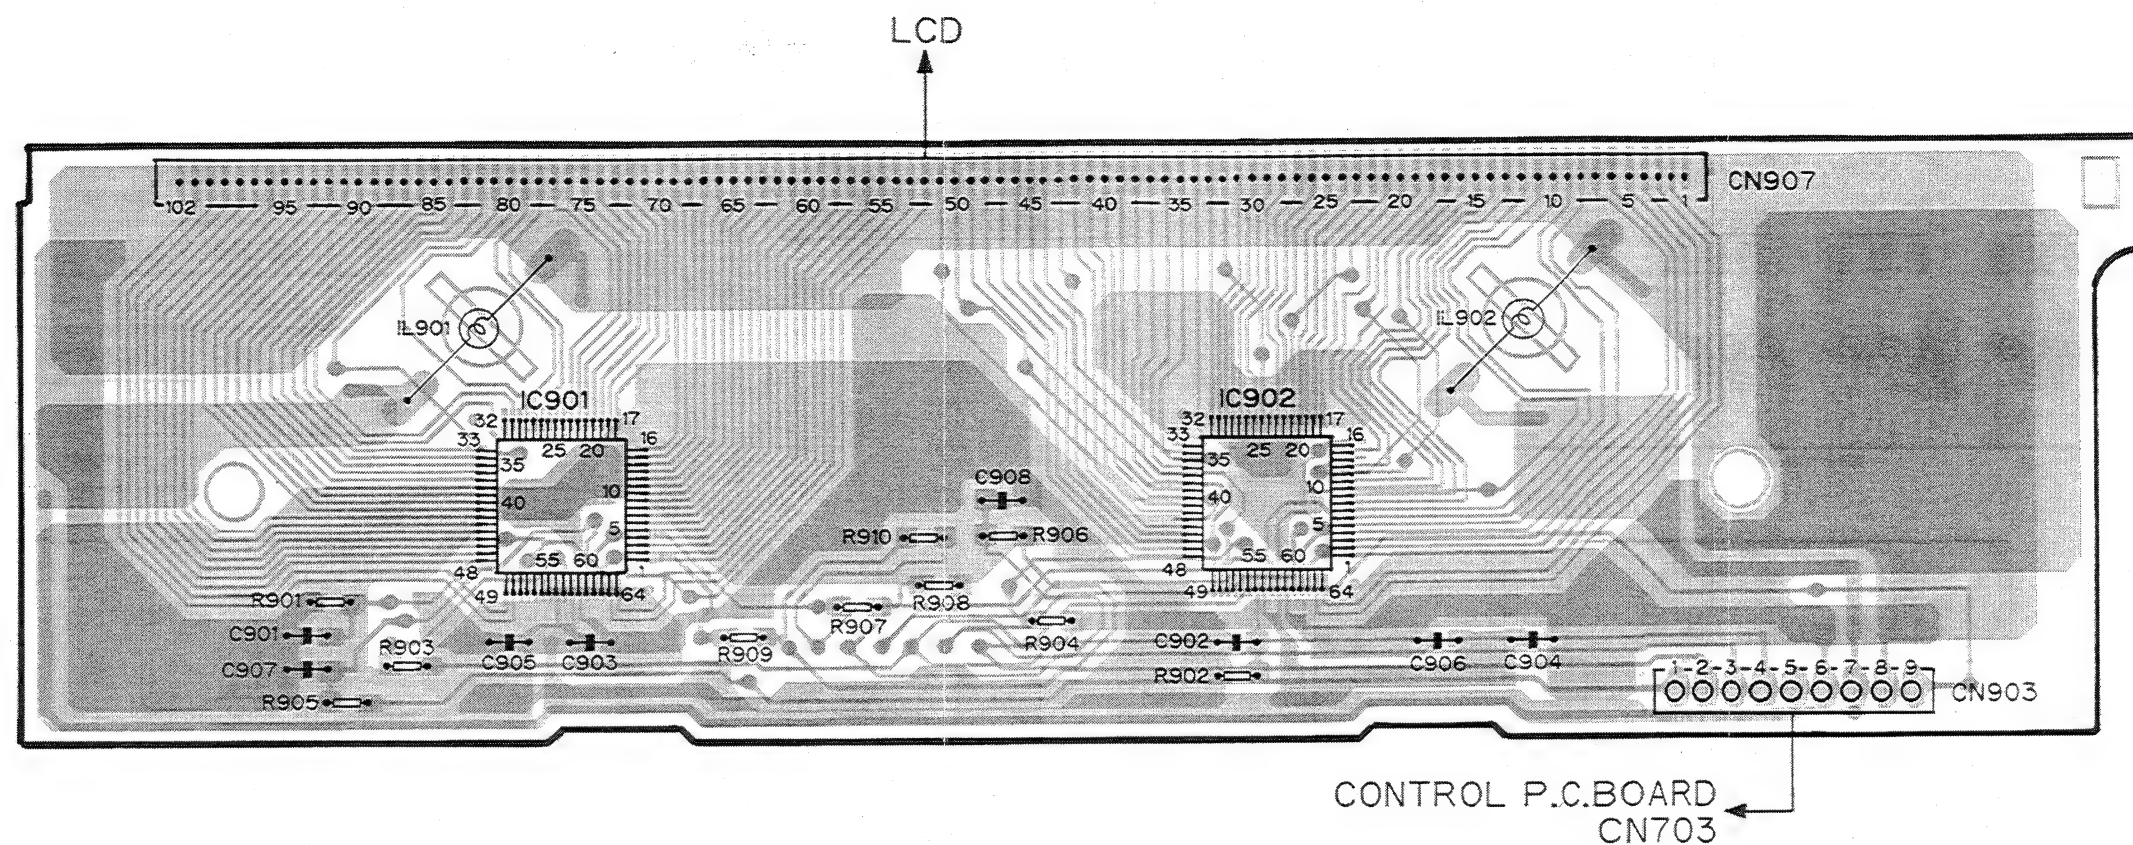 LCD
CN907
102 95 90 85 80 75 70 65 60 55 50 45 40 35 30 25 20 15 10 5 1
IL901
IL902
IC901
32 17
33 16
25 20
35
10
40
5
55 60
48 1
49 64
IC902
32 17
33 16
25 20
35
10
40
5
55 60
48 1
49 64
C908
R910
R906
R901
R908
R907
R904
C901
R903
C905
C903
R909
C902
C906
C904
C907
R905
R902
1-2-3-4-5-6-7-8-9
CN903
CONTROL P.C.BOARD
CN703